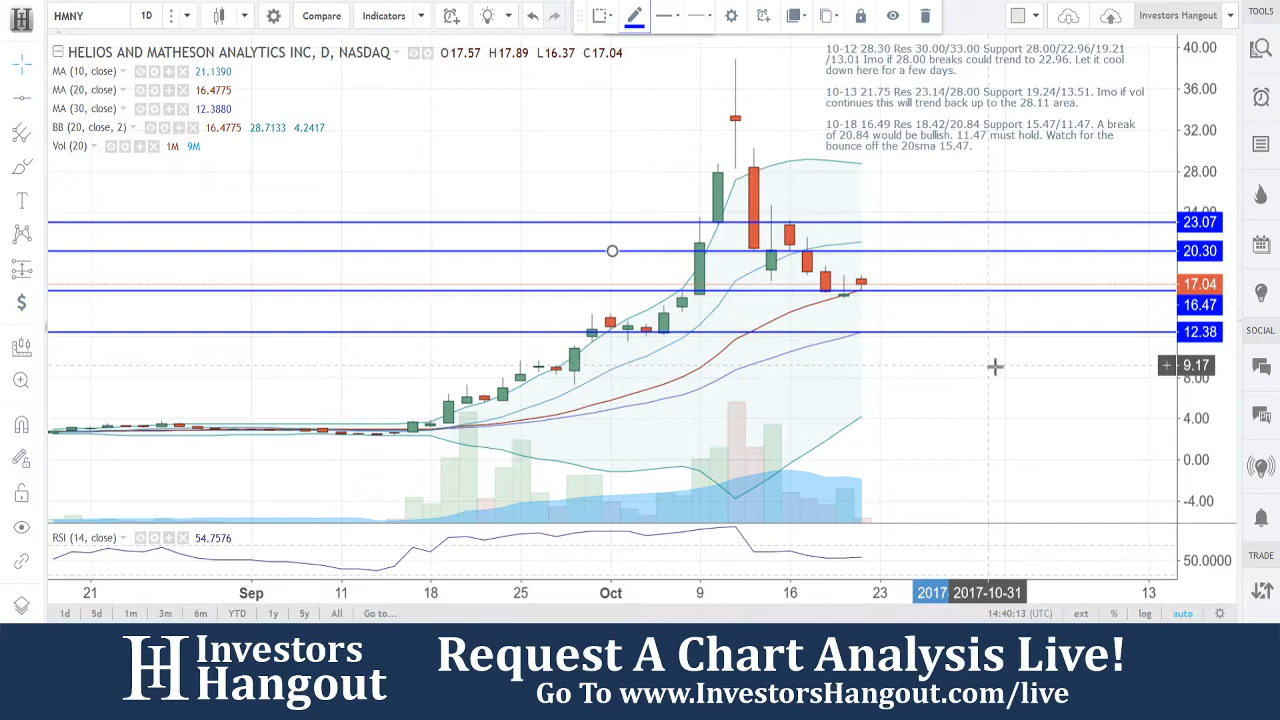 HMNY
1D
Compare
Indicators
Investors Hangout
TOOLS
HELIOS AND MATHESON ANALYTICS INC, D, NASDAQ
O17.57 H17.89 L16.37 C17.04
MA (10, close) 21.1390
MA (20, close) 16.4775
MA (30, close) 12.3880
BB (20, close, 2) 16.4775 28.7133 4.2417
Vol (20) 1M 9M
10-12 28.30 Res 30.00/33.00 Support 28.00/22.96/19.21
/13.01 Imo if 28.00 breaks could trend to 22.96. Let it cool
down here for a few days.
10-13 21.75 Res 23.14/28.00 Support 19.24/13.51. Imo if vol
continues this will trend back up to the 28.11 area.
10-18 16.49 Res 18.42/20.84 Support 15.47/11.47. A break
of 20.84 would be bullish. 11.47 must hold. Watch for the
bounce off the 20sma 15.47.
40.00
36.00
32.00
28.00
24.00
23.07
20.30
17.04
16.47
12.38
9.17
8.00
4.00
0.00
-4.00
SOCIAL
RSI (14, close) 54.7576
50.0000
TRADE
21
Sep
11
18
25
Oct
9
16
23
2017
2017-10-31
13
1d
5d
1m
3m
6m
YTD
1y
5y
All
Go to...
14:40:13 (UTC)
ext
%
log
auto
Investors
Hangout
Request A Chart Analysis Live!
Go To www.InvestorsHangout.com/live